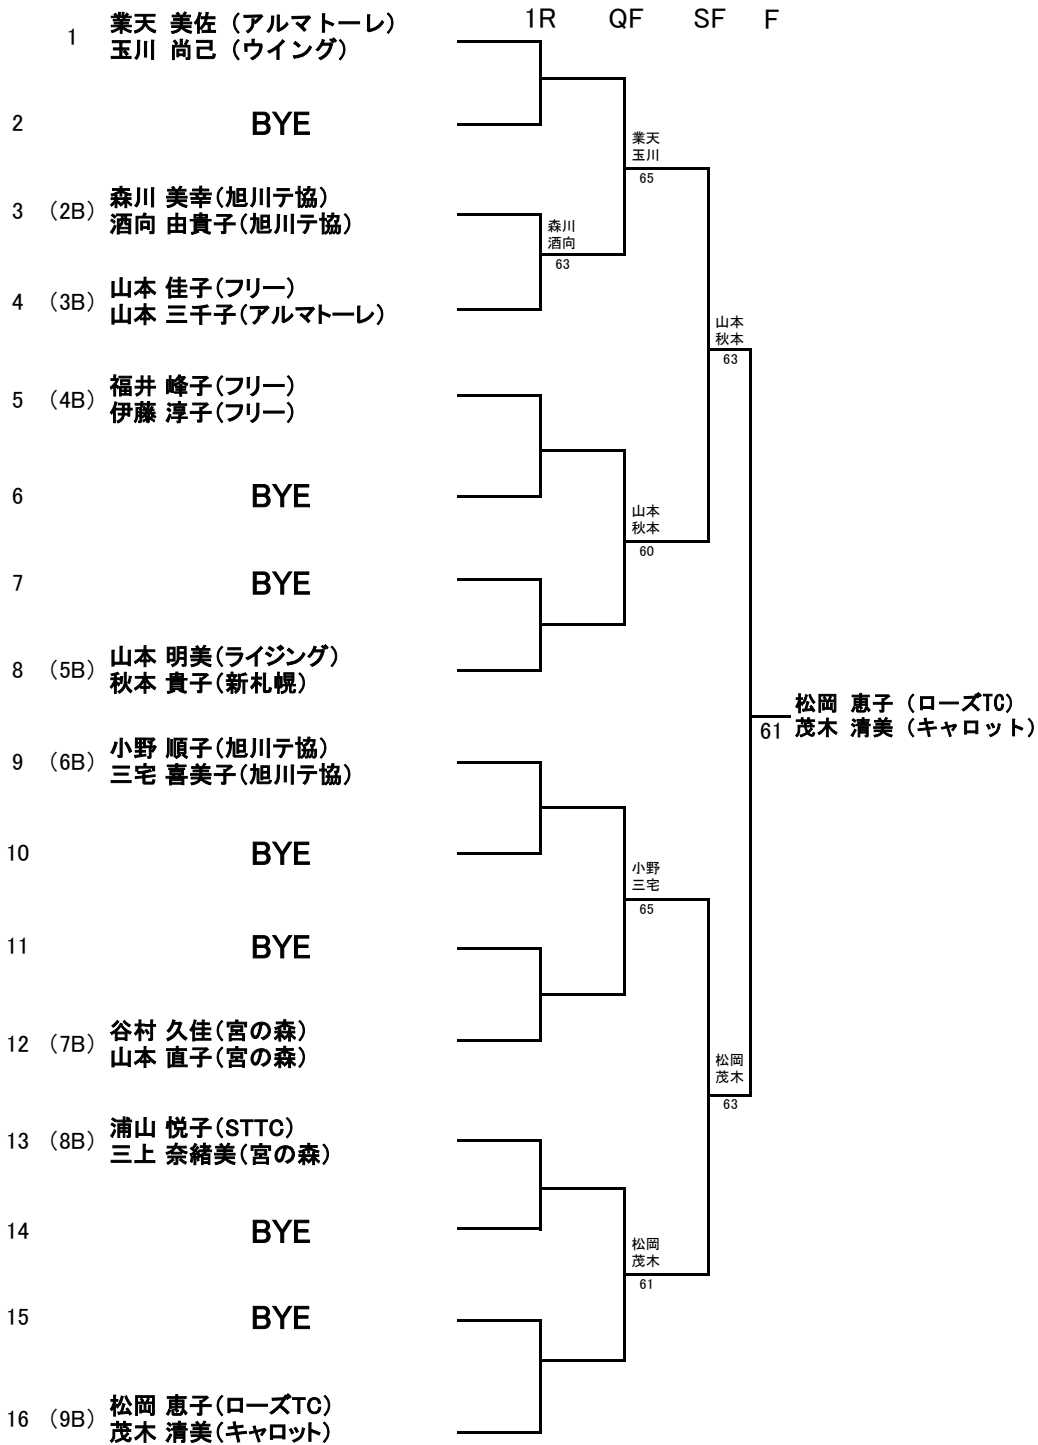 1R QF SF F
1 業天 美佐 (アルマトーレ)
玉川 尚己 (ウイング)
2 BYE
業天
玉川
65
3 (2B) 森川 美幸(旭川テ協)
酒向 由貴子(旭川テ協)
森川
酒向
63
4 (3B) 山本 佳子(フリー)
山本 三千子(アルマトーレ)
山本
秋本
63
5 (4B) 福井 峰子(フリー)
伊藤 淳子(フリー)
6 BYE
山本
秋本
60
7 BYE
8 (5B) 山本 明美(ライジング)
秋本 貴子(新札幌)
松岡 恵子 (ローズTC)
61 茂木 清美 (キャロット)
9 (6B) 小野 順子(旭川テ協)
三宅 喜美子(旭川テ協)
10 BYE
小野
三宅
65
11 BYE
12 (7B) 谷村 久佳(宮の森)
山本 直子(宮の森)
松岡
茂木
63
13 (8B) 浦山 悦子(STTC)
三上 奈緒美(宮の森)
14 BYE
松岡
茂木
61
15 BYE
16 (9B) 松岡 恵子(ローズTC)
茂木 清美(キャロット)